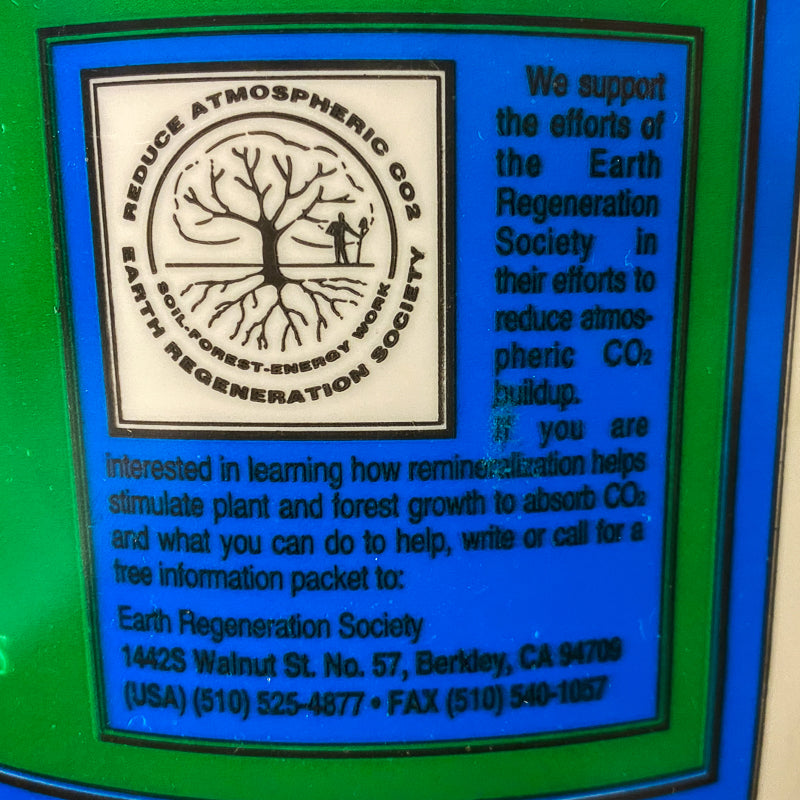 REDUCE ATMOSPHERIC CO2
SOIL-FOREST-ENERGY WORK
EARTH REGENERATION SOCIETY
We support
the efforts of
the Earth
Regeneration
Society in
their efforts to
reduce atmos-
pheric CO₂
buildup.
If you are
interested in learning how remineralization helps
stimulate plant and forest growth to absorb CO₂
and what you can do to help, write or call for a
free information packet to:
Earth Regeneration Society
1442S Walnut St. No. 57, Berkley, CA 94709
(USA) (510) 525-4877 • FAX (510) 540-1057